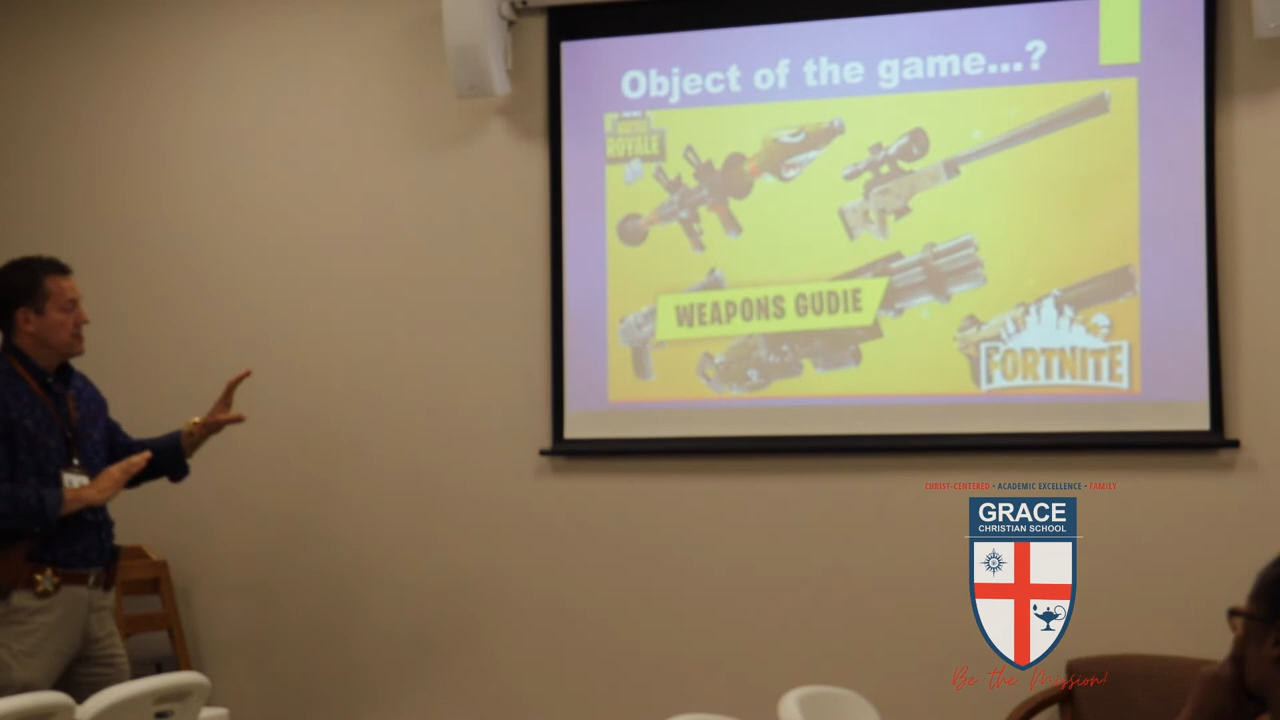 Object of the game...?
ROYALE
WEAPONS GUDIE
FORTNITE
CHRIST-CENTERED • ACADEMIC EXCELLENCE • FAMILY
GRACE
CHRISTIAN SCHOOL
Be the Mission!